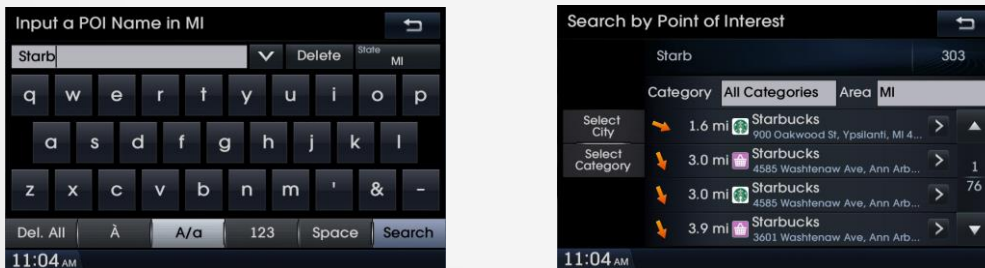 Input a POI Name in MI
Starb
Delete
State
MI
q w e r t y u i o p
a s d f g h j k l
z x c v b n m ' & -
Del. All À A/a 123 Space Search
11:04 AM
Search by Point of Interest
Starb 303
Category All Categories Area MI
Select
City
Select
Category
1.6 mi Starbucks
900 Oakwood St, Ypsilanti, MI 4...
3.0 mi Starbucks
4585 Washtenaw Ave, Ann Arb...
3.0 mi Starbucks
4585 Washtenaw Ave, Ann Arb...
3.9 mi Starbucks
3601 Washtenaw Ave, Ann Arb...
1
76
11:04 AM